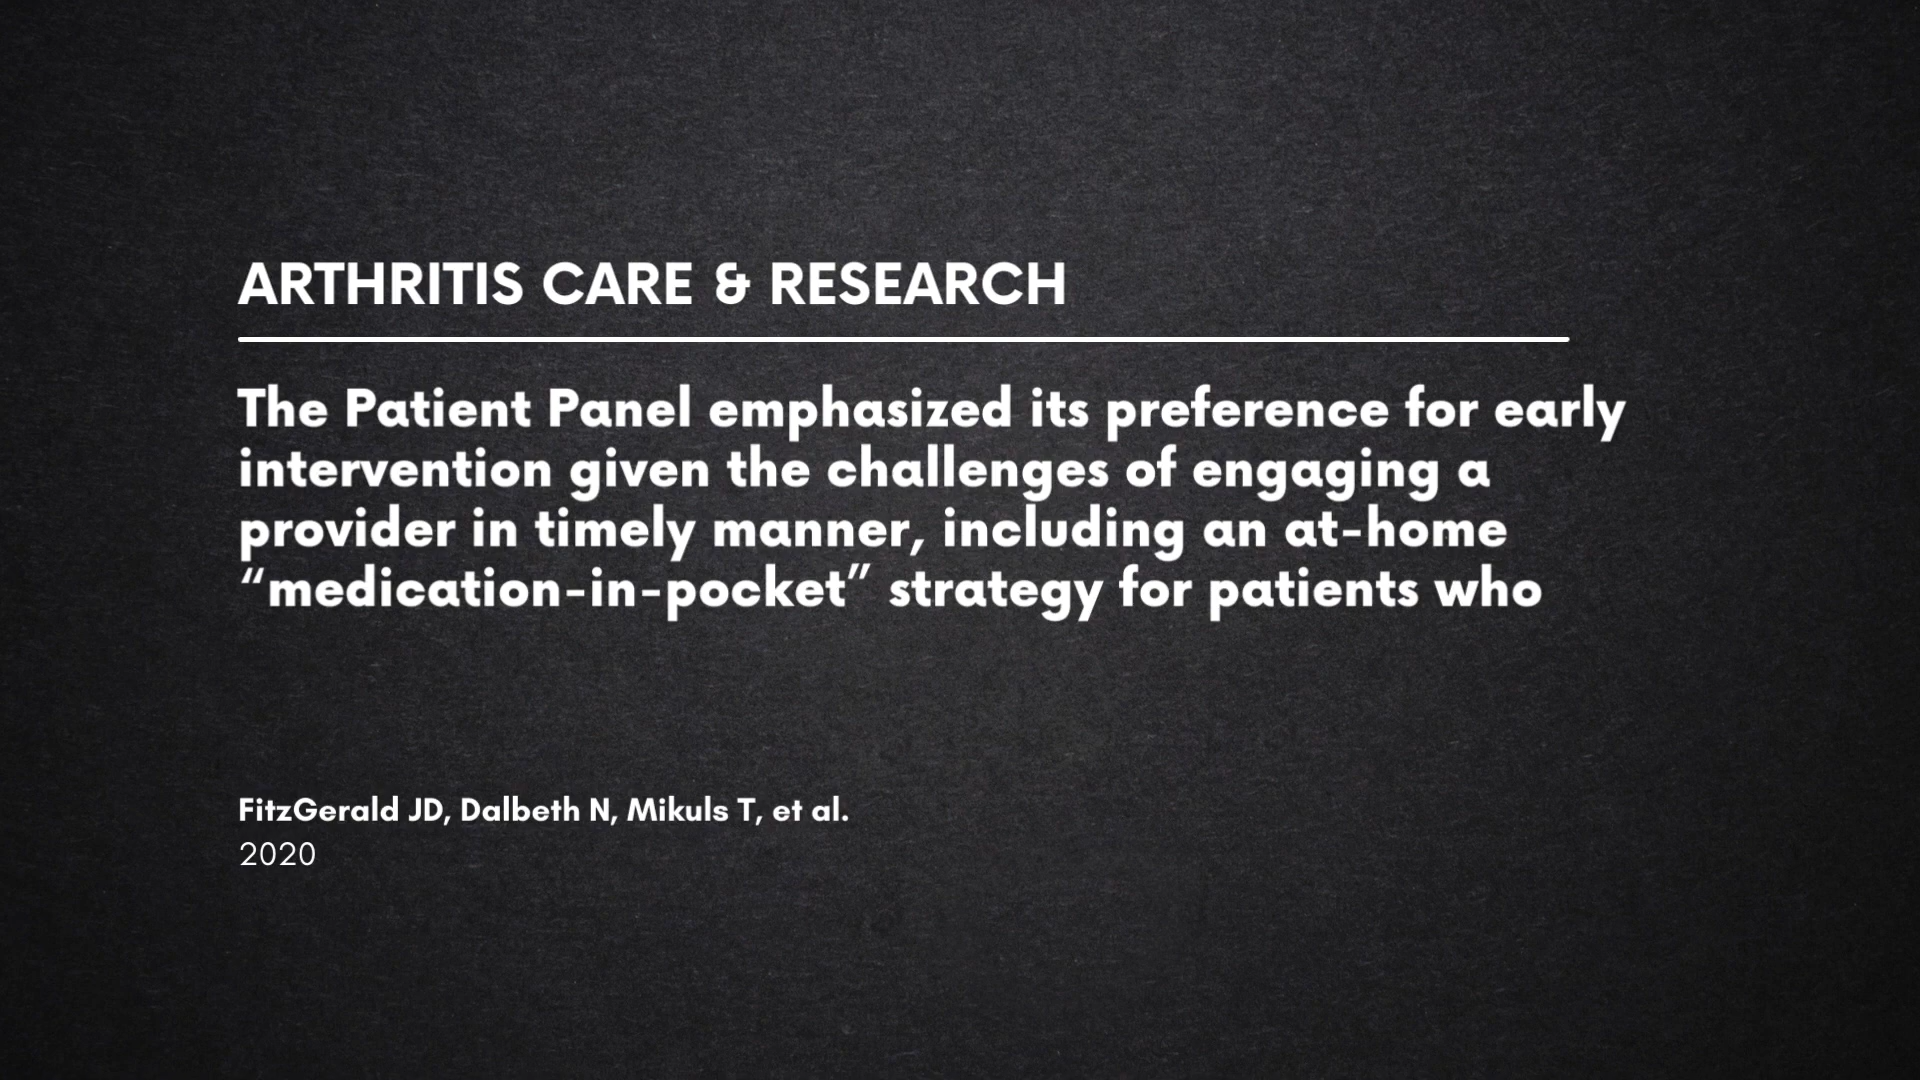 ARTHRITIS CARE & RESEARCH
The Patient Panel emphasized its preference for early
intervention given the challenges of engaging a
provider in timely manner, including an at-home
“medication-in-pocket” strategy for patients who
FitzGerald JD, Dalbeth N, Mikuls T, et al.
2020